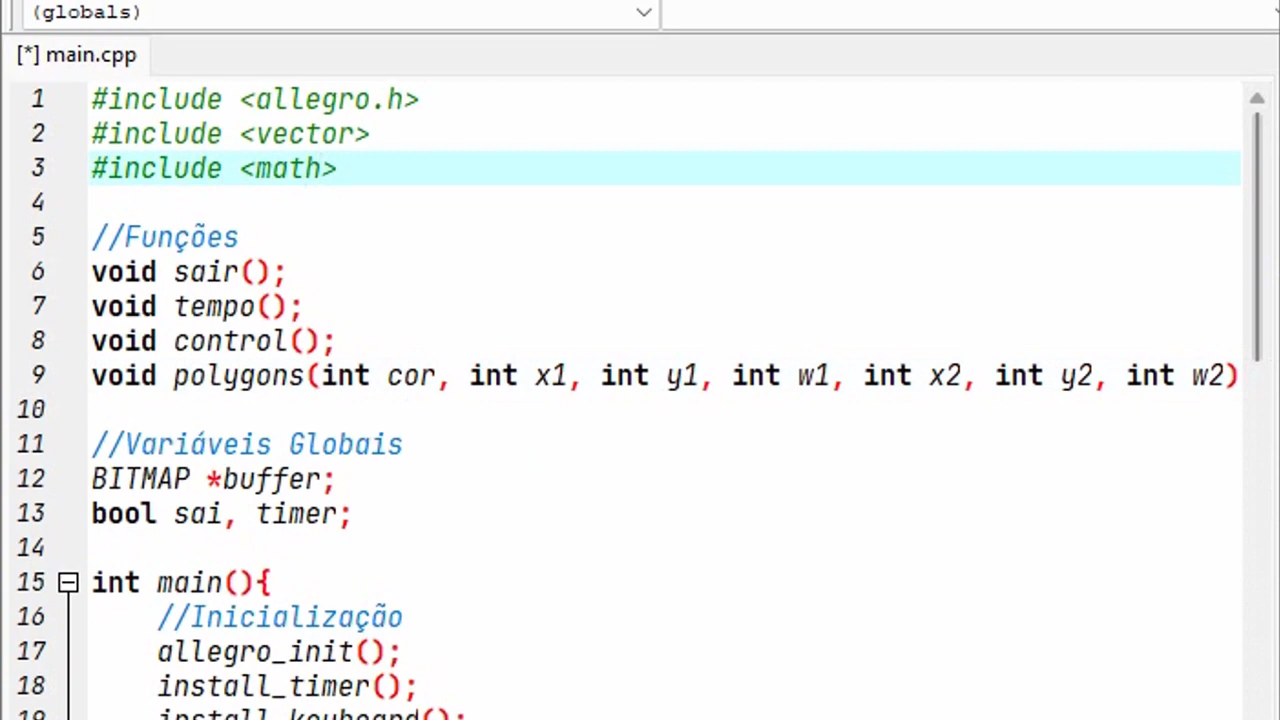 (globals)
[*] main.cpp
1 #include <allegro.h>
2 #include <vector>
3 #include <math>
4
5 //Funções
6 void sair();
7 void tempo();
8 void control();
9 void polygons(int cor, int x1, int y1, int w1, int x2, int y2, int w2)
10
11 //Variáveis Globais
12 BITMAP *buffer;
13 bool sai, timer;
14
15 int main(){
16 //Inicialização
17 allegro_init();
18 install_timer();
19 install_keyboard();